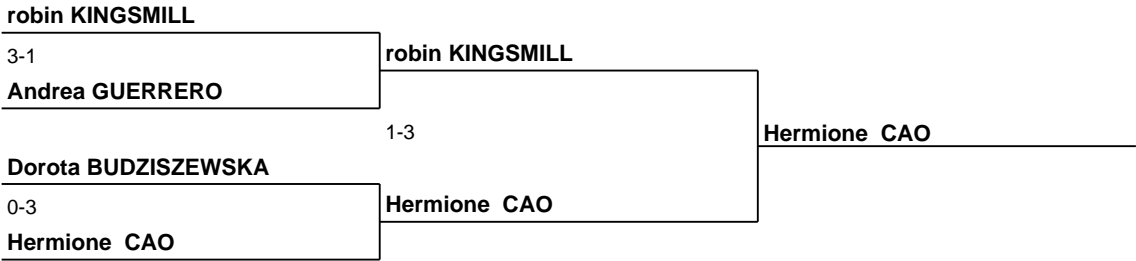 robin KINGSMILL
3-1
robin KINGSMILL
Andrea GUERRERO
1-3
Hermione  CAO
Dorota BUDZISZEWSKA
0-3
Hermione  CAO
Hermione  CAO